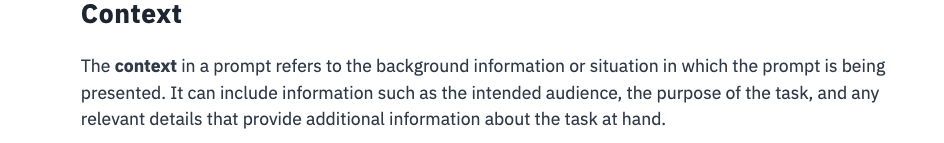 Context
The context in a prompt refers to the background information or situation in which the prompt is being
presented. It can include information such as the intended audience, the purpose of the task, and any
relevant details that provide additional information about the task at hand.